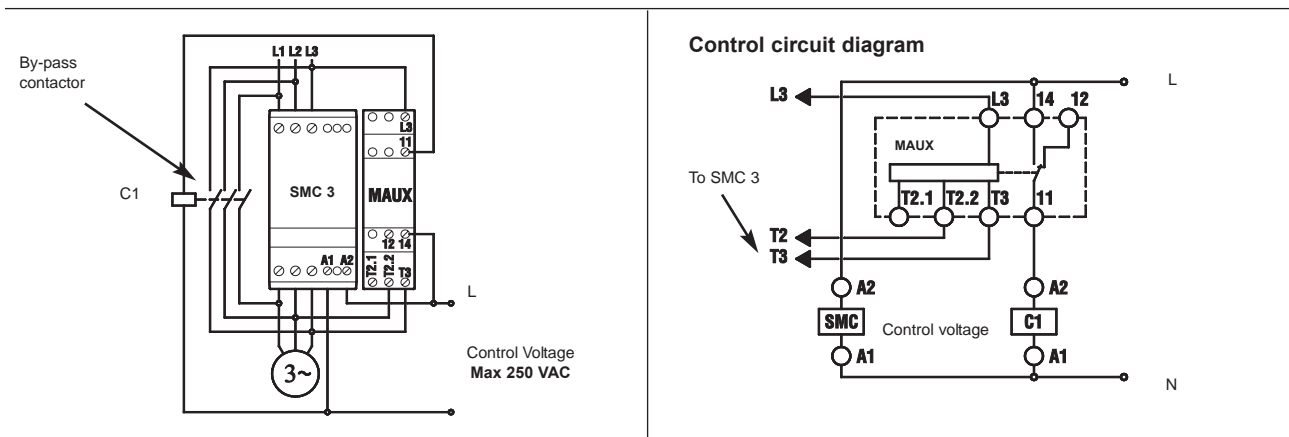 L1 L2 L3
By-pass
contactor
L3
11
C1
SMC 3
MAUX
12 14
A1 A2
T2.1
T2.2
T3
L
Control Voltage
Max 250 VAC
3~
Control circuit diagram
L
L3
L3
14
12
MAUX
To SMC 3
T2.1
T2.2
T3
11
T2
T3
A2
A2
SMC
Control voltage
C1
A1
A1
N